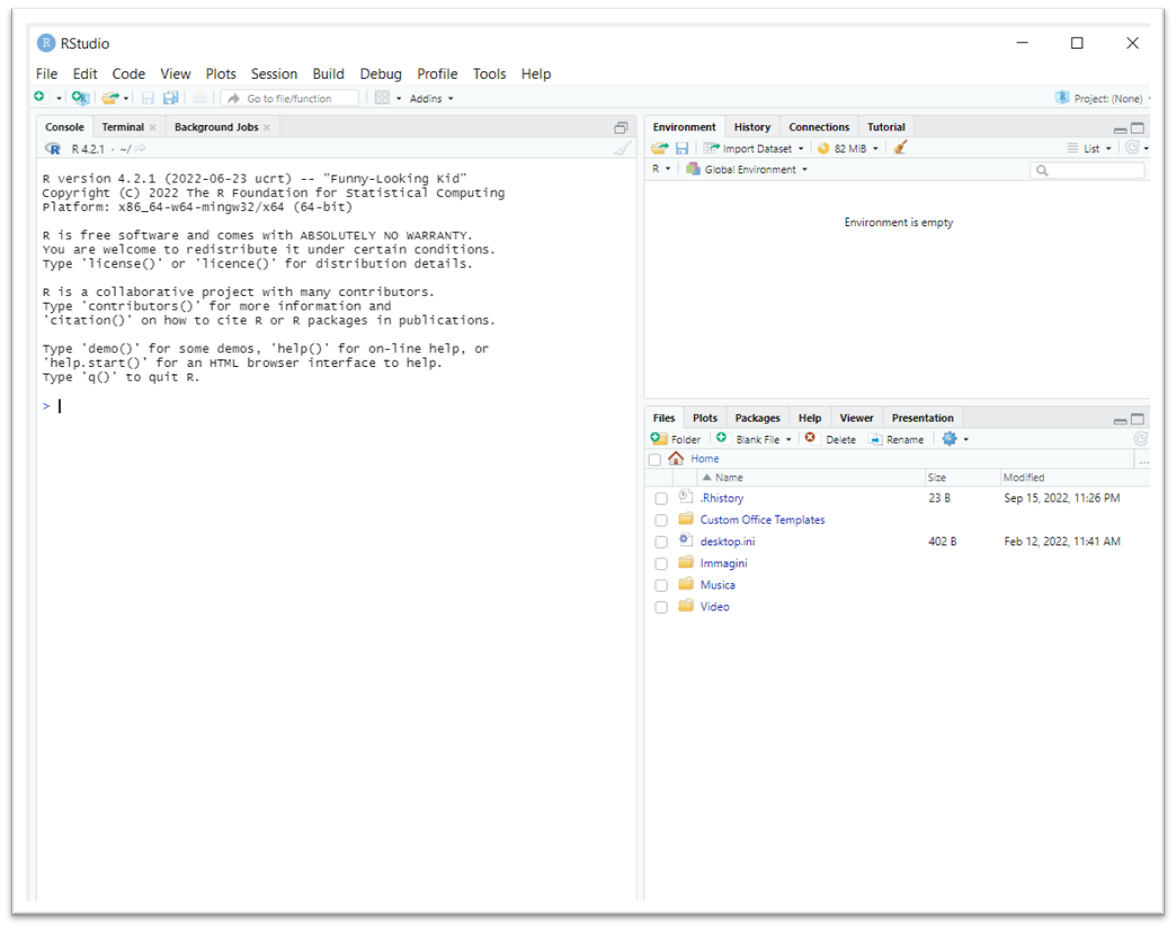 RStudio
File Edit Code View Plots Session Build Debug Profile Tools Help
Go to file/function Addins Project: (None)
Console Terminal Background Jobs
R 4.2.1 · ~/
R version 4.2.1 (2022-06-23 ucrt) -- "Funny-Looking Kid"
Copyright (C) 2022 The R Foundation for Statistical Computing
Platform: x86_64-w64-mingw32/x64 (64-bit)
R is free software and comes with ABSOLUTELY NO WARRANTY.
You are welcome to redistribute it under certain conditions.
Type 'license()' or 'licence()' for distribution details.
R is a collaborative project with many contributors.
Type 'contributors()' for more information and
'citation()' on how to cite R or R packages in publications.
Type 'demo()' for some demos, 'help()' for on-line help, or
'help.start()' for an HTML browser interface to help.
Type 'q()' to quit R.
>
Environment History Connections Tutorial
Import Dataset 82 MiB List
R Global Environment
Environment is empty
Files Plots Packages Help Viewer Presentation
Folder Blank File Delete Rename
Home ...
Name Size Modified
.Rhistory 23 B Sep 15, 2022, 11:26 PM
Custom Office Templates
desktop.ini 402 B Feb 12, 2022, 11:41 AM
Immagini
Musica
Video